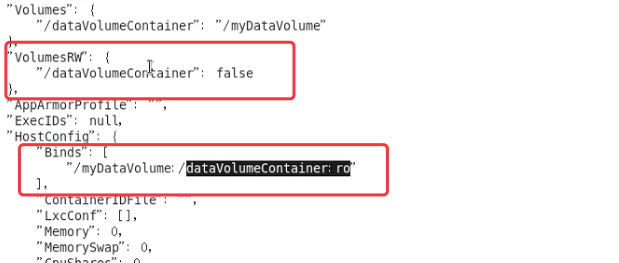 "Volumes": {
"/dataVolumeContainer": "/myDataVolume"
},
"VolumesRW": {
"/dataVolumeContainer": false
},
"AppArmorProfile": "",
"ExecIDs": null,
"HostConfig": {
"Binds": [
"/myDataVolume:/dataVolumeContainer:ro"
],
"ContainerIDFile": "",
"LxcConf": [],
"Memory": 0,
"MemorySwap": 0,
"CpuShares": 0,